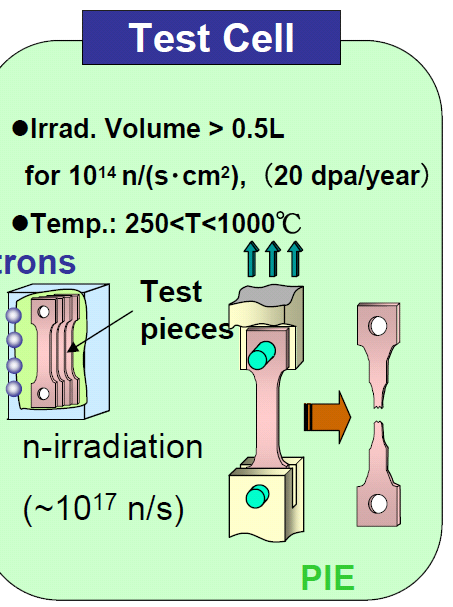 Test Cell
●Irrad. Volume > 0.5L
for 10¹⁴ n/(s·cm²),（20 dpa/year）
●Temp.: 250<T<1000℃
trons
Test
pieces
n-irradiation
(~10¹⁷ n/s)
PIE